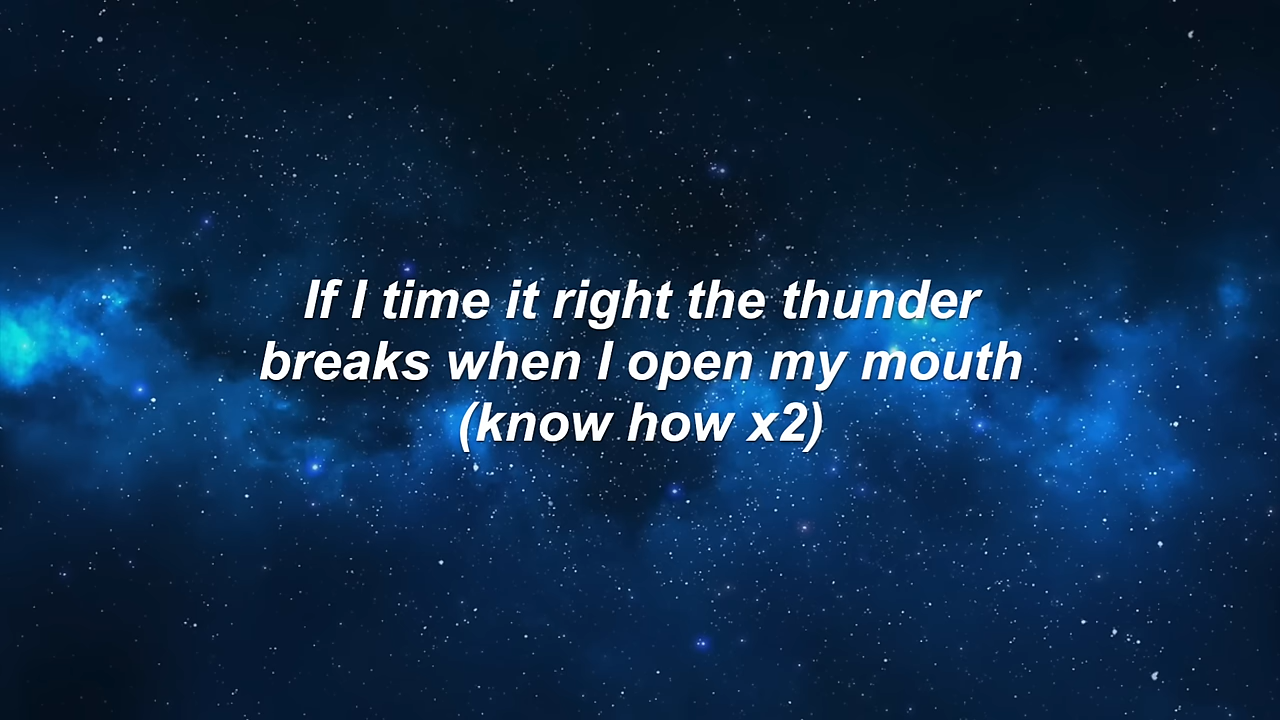 If I time it right the thunder
breaks when I open my mouth
(know how x2)